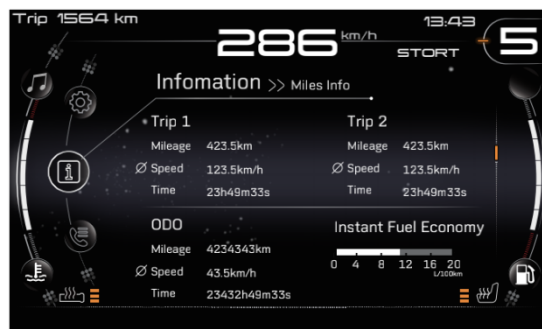 Trip 1564 km
286 km/h
13:43
STORT
5
Infomation >> Miles Info
Trip 1
Mileage 423.5km
Ø Speed 123.5km/h
Time 23h49m33s
Trip 2
Mileage 423.5km
Ø Speed 123.5km/h
Time 23h49m33s
ODO
Mileage 4234343km
Ø Speed 43.5km/h
Time 23432h49m33s
Instant Fuel Economy
0 4 8 12 16 20
L/100km